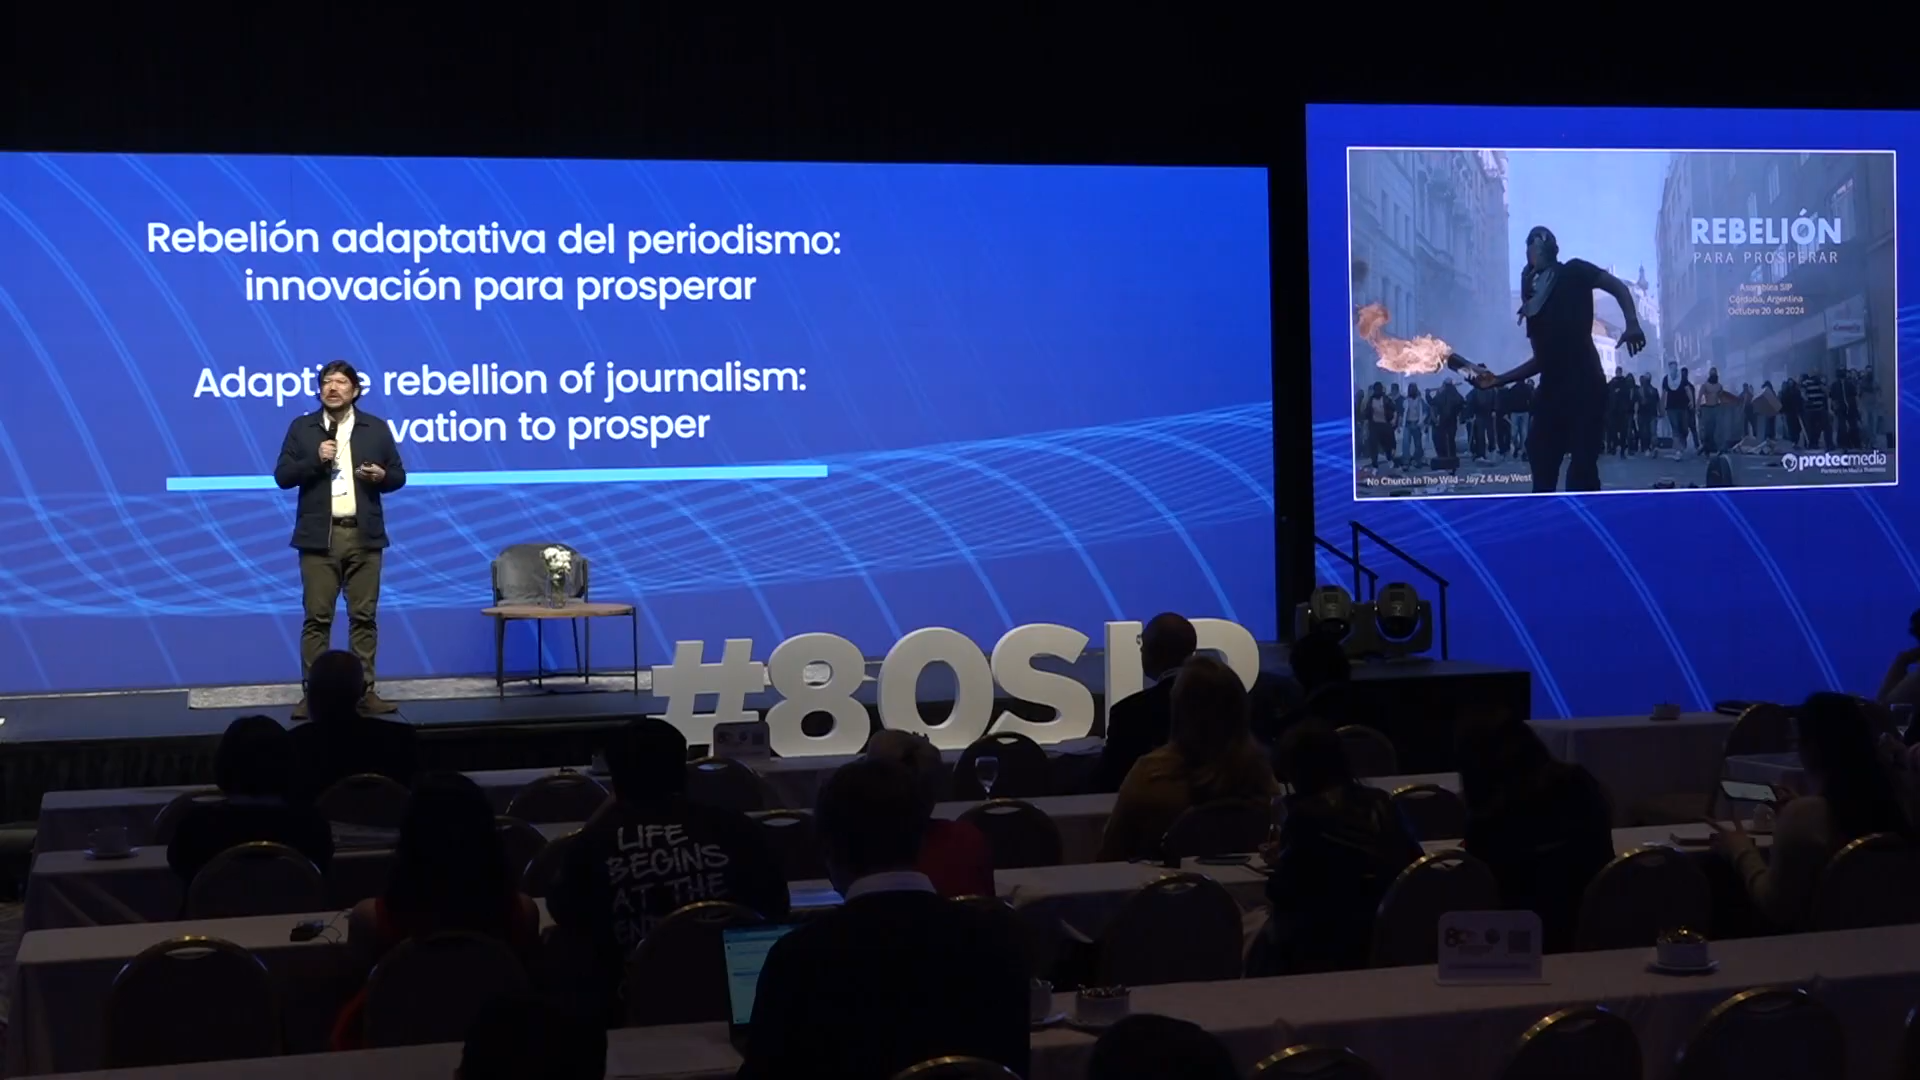 Rebelión adaptativa del periodismo:
innovación para prosperar
Adaptive rebellion of journalism:
vation to prosper
REBELIÓN
PARA PROSPERAR
Asamblea SIP
Córdoba, Argentina
Octubre 20 de 2024
protecmedia
No Church In The Wild – Jay Z & Kay West
#80SIP
LIFE
BEGINS
AT THE